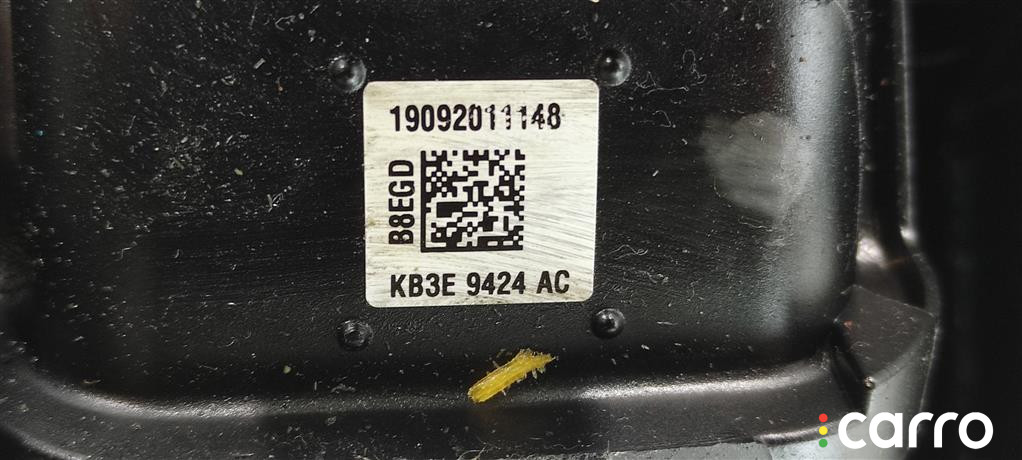 19092011148
B8EGD
KB3E 9424 AC
carro